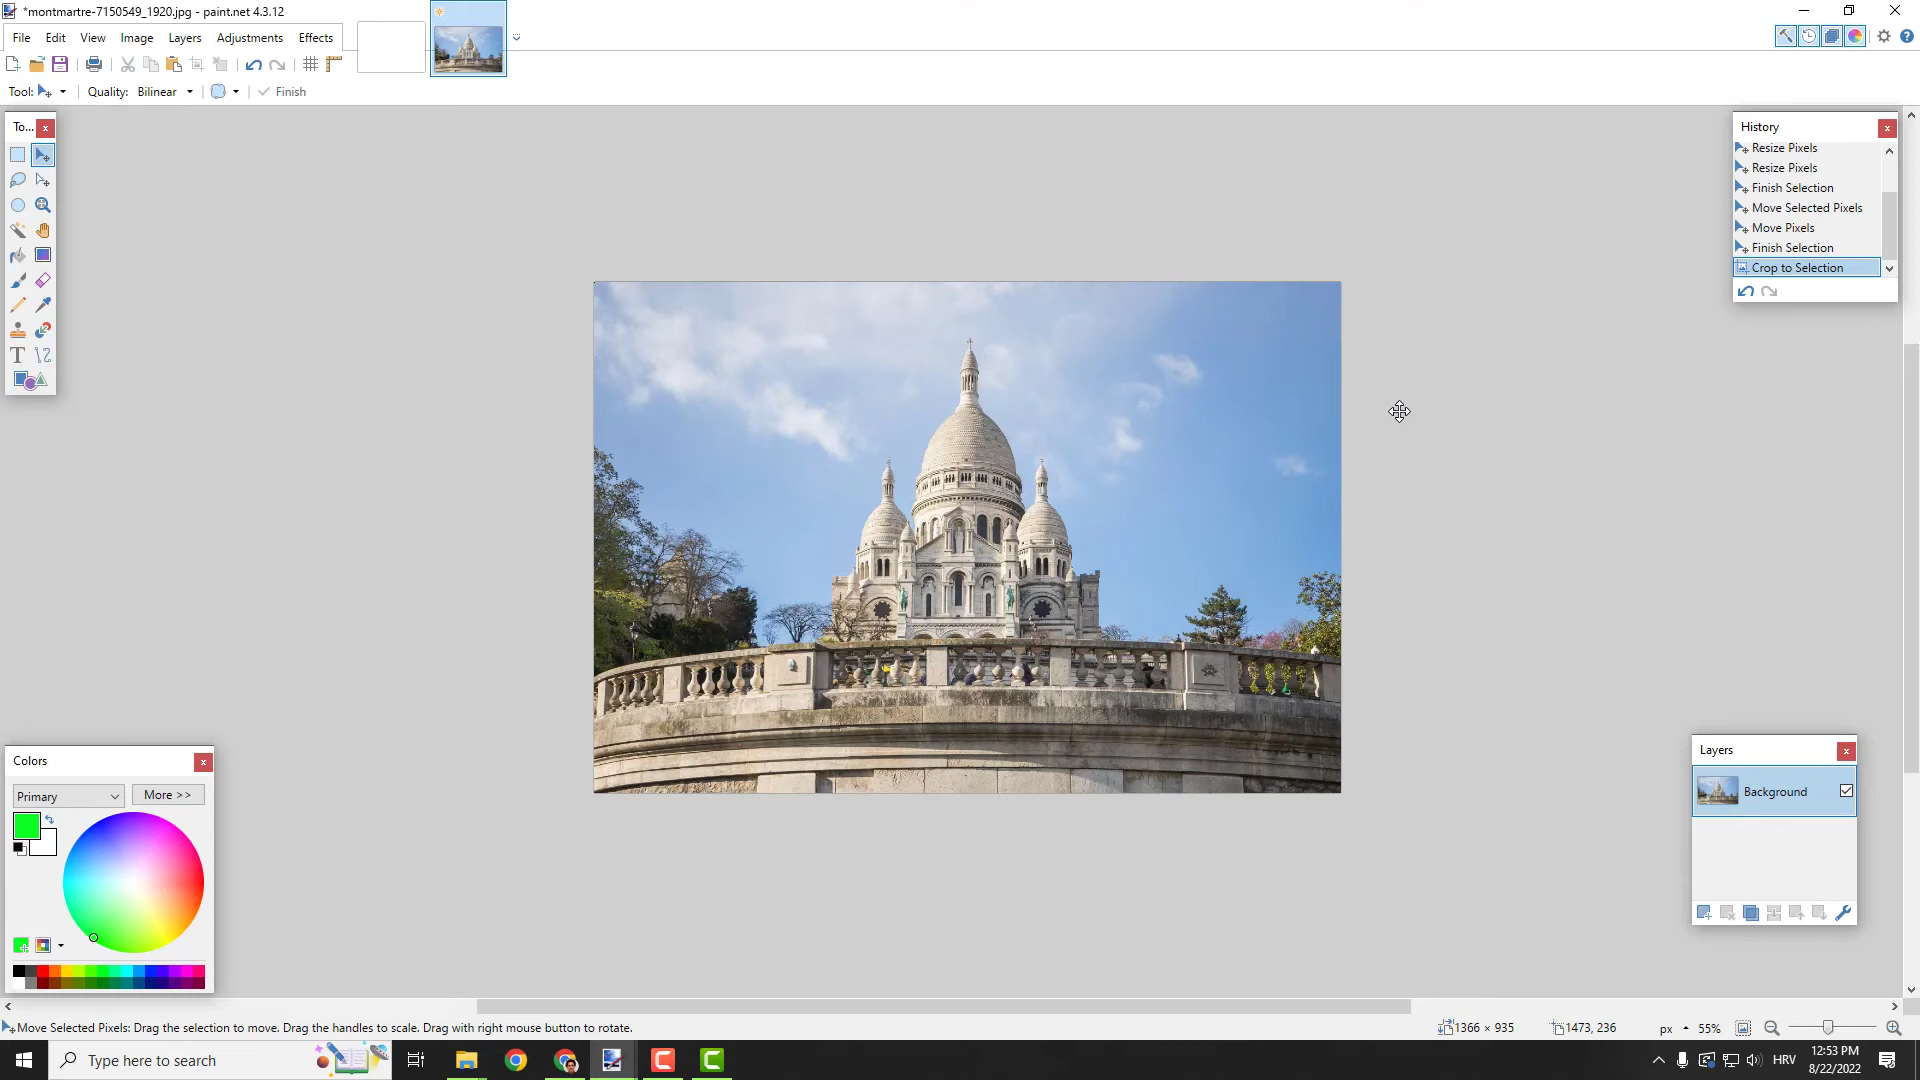 *montmartre-7150549_1920.jpg - paint.net 4.3.12
File Edit View Image Layers Adjustments Effects
Tool: Quality: Bilinear Finish
To...
History
Resize Pixels
Resize Pixels
Finish Selection
Move Selected Pixels
Move Pixels
Finish Selection
Crop to Selection
Colors
Primary More >>
Layers
Background
Move Selected Pixels: Drag the selection to move. Drag the handles to scale. Drag with right mouse button to rotate.
1366 × 935 1473, 236 px 55%
Type here to search
HRV
12:53 PM
8/22/2022